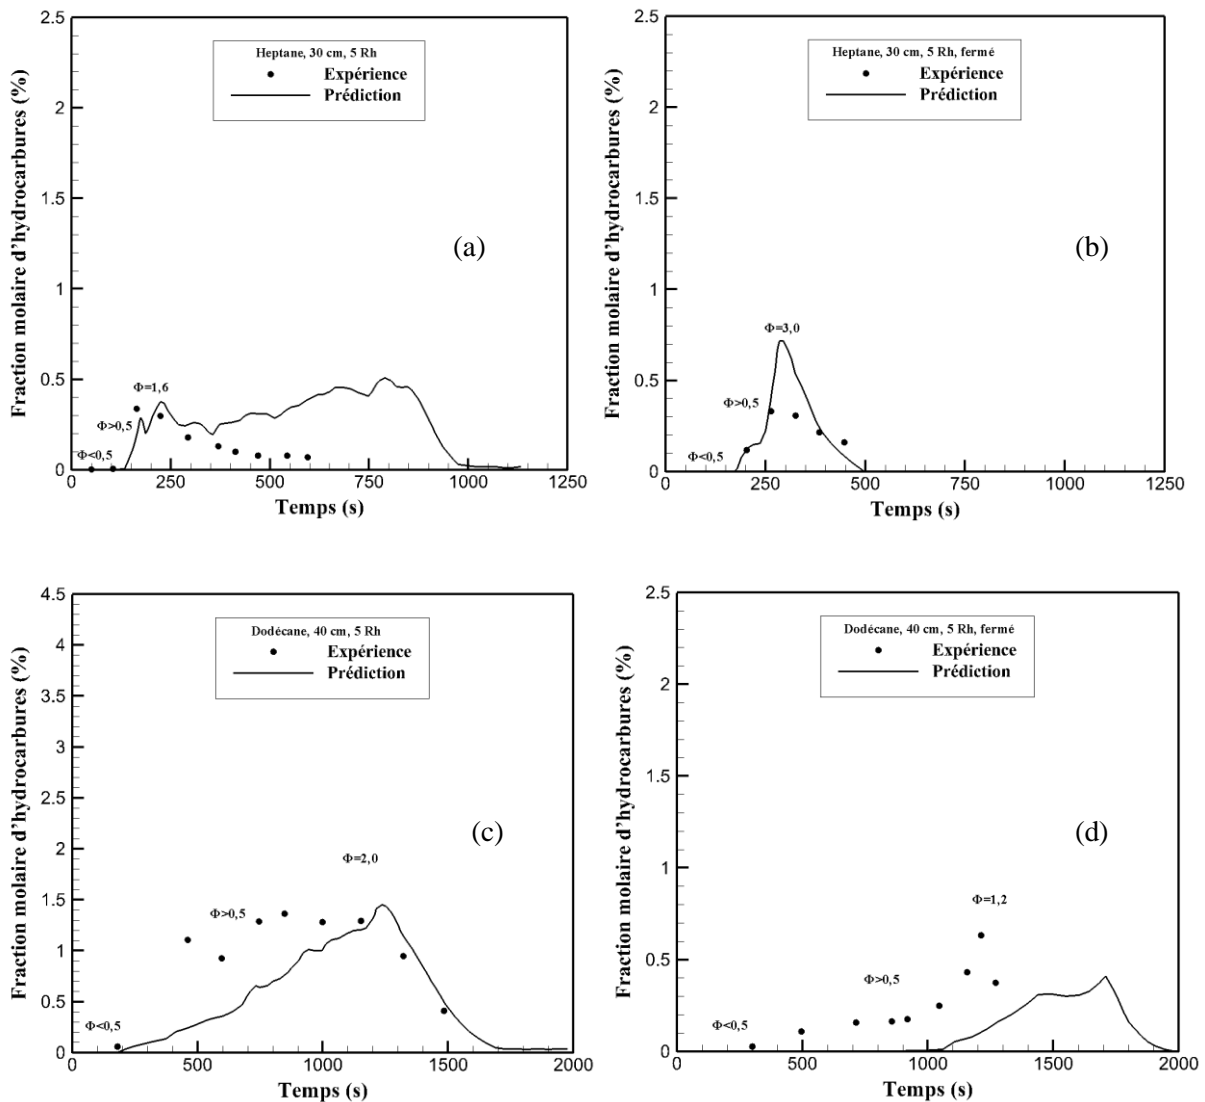 Fraction molaire d'hydrocarbures (%)
2.5
2
1.5
1
0.5
0
Heptane, 30 cm, 5 Rh
Expérience
Prédiction
(a)
Φ=1,6
Φ>0,5
Φ<0,5
0 250 500 750 1000 1250
Temps (s)
Fraction molaire d'hydrocarbures (%)
2.5
2
1.5
1
0.5
0
Heptane, 30 cm, 5 Rh, fermé
Expérience
Prédiction
(b)
Φ=3,0
Φ>0,5
Φ<0,5
0 250 500 750 1000 1250
Temps (s)
Fraction molaire d'hydrocarbures (%)
4.5
4
3.5
3
2.5
2
1.5
1
0.5
0
Dodécane, 40 cm, 5 Rh
Expérience
Prédiction
(c)
Φ=2,0
Φ>0,5
Φ<0,5
0 500 1000 1500 2000
Temps (s)
Fraction molaire d'hydrocarbures (%)
2.5
2
1.5
1
0.5
0
Dodécane, 40 cm, 5 Rh, fermé
Expérience
Prédiction
(d)
Φ=1,2
Φ>0,5
Φ<0,5
0 500 1000 1500 2000
Temps (s)